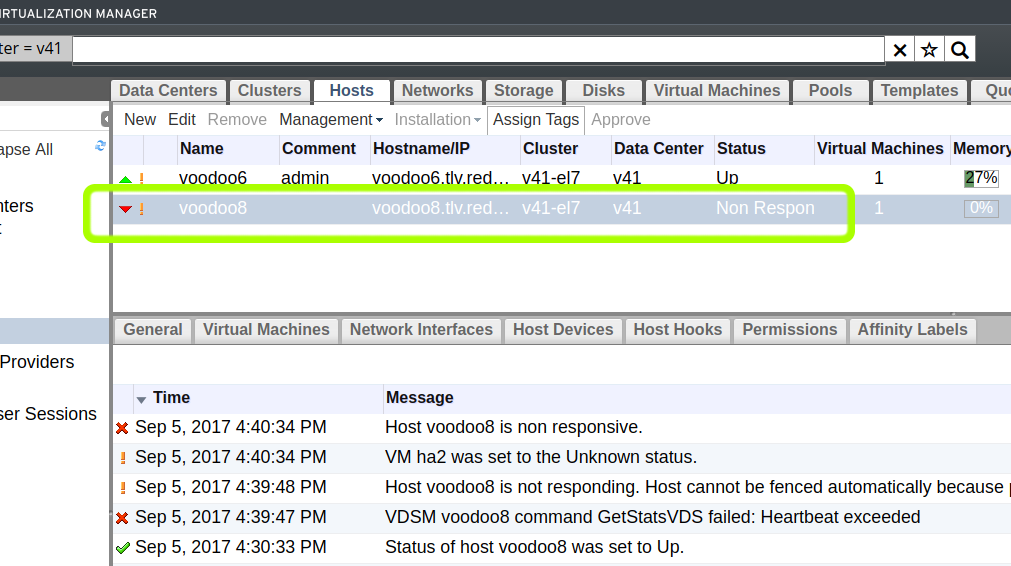 IRTUALIZATION MANAGER
ter = v41
Data Centers Clusters Hosts Networks Storage Disks Virtual Machines Pools Templates Quo
New Edit Remove Management Installation Assign Tags Approve
apse All
Name Comment Hostname/IP Cluster Data Center Status Virtual Machines Memory
voodoo6 admin voodoo6.tlv.red... v41-el7 v41 Up 1 27%
nters
voodoo8 voodoo8.tlv.red... v41-el7 v41 Non Respon 1 0%
t
General Virtual Machines Network Interfaces Host Devices Host Hooks Permissions Affinity Labels
Providers
Time Message
ser Sessions
Sep 5, 2017 4:40:34 PM Host voodoo8 is non responsive.
Sep 5, 2017 4:40:34 PM VM ha2 was set to the Unknown status.
Sep 5, 2017 4:39:48 PM Host voodoo8 is not responding. Host cannot be fenced automatically because p
Sep 5, 2017 4:39:47 PM VDSM voodoo8 command GetStatsVDS failed: Heartbeat exceeded
Sep 5, 2017 4:30:33 PM Status of host voodoo8 was set to Up.